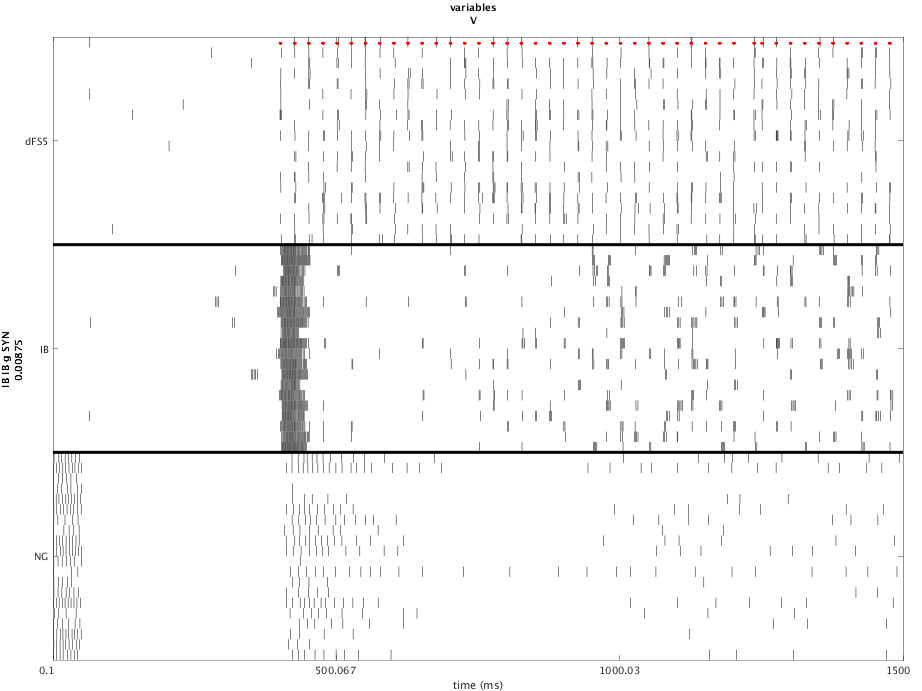 variables
V
dFS5
IB
NG
IB IB g SYN
0.00875
0.1
500.067
1000.03
1500
time (ms)